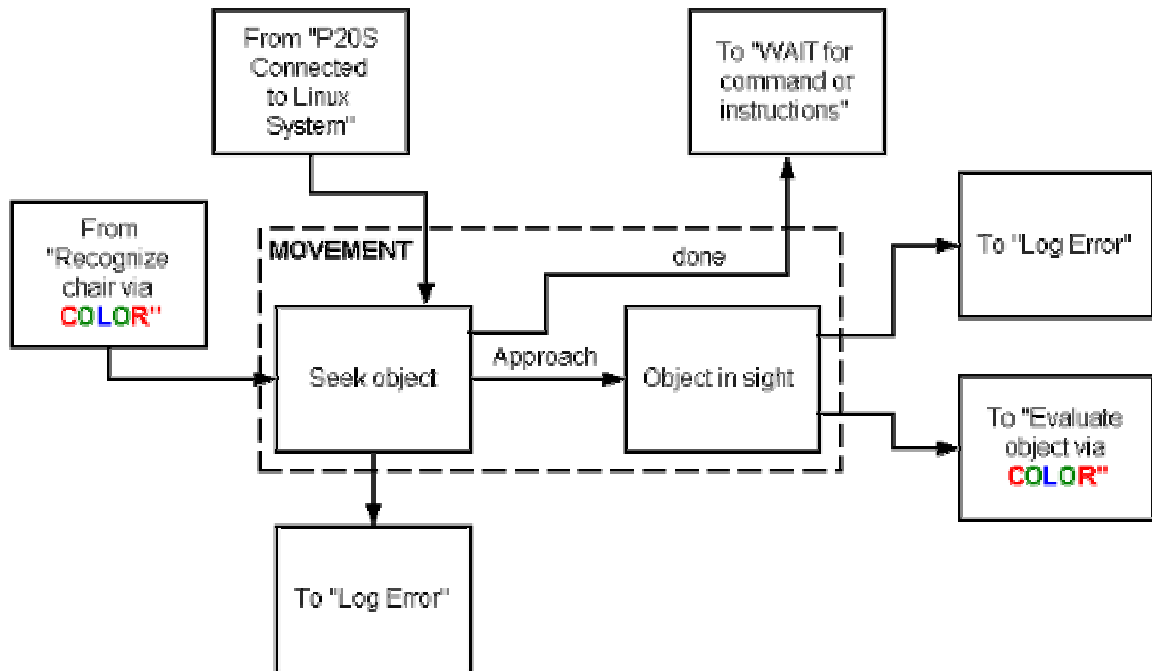 From "P20S
Connected
to Linux
System"
To "WAIT for
command or
instructions"
From
"Recognize
chair via
COLOR"
MOVEMENT
done
To "Log Error"
Seek object
Approach
Object in sight
To "Evaluate
object via
COLOR"
To "Log Error"